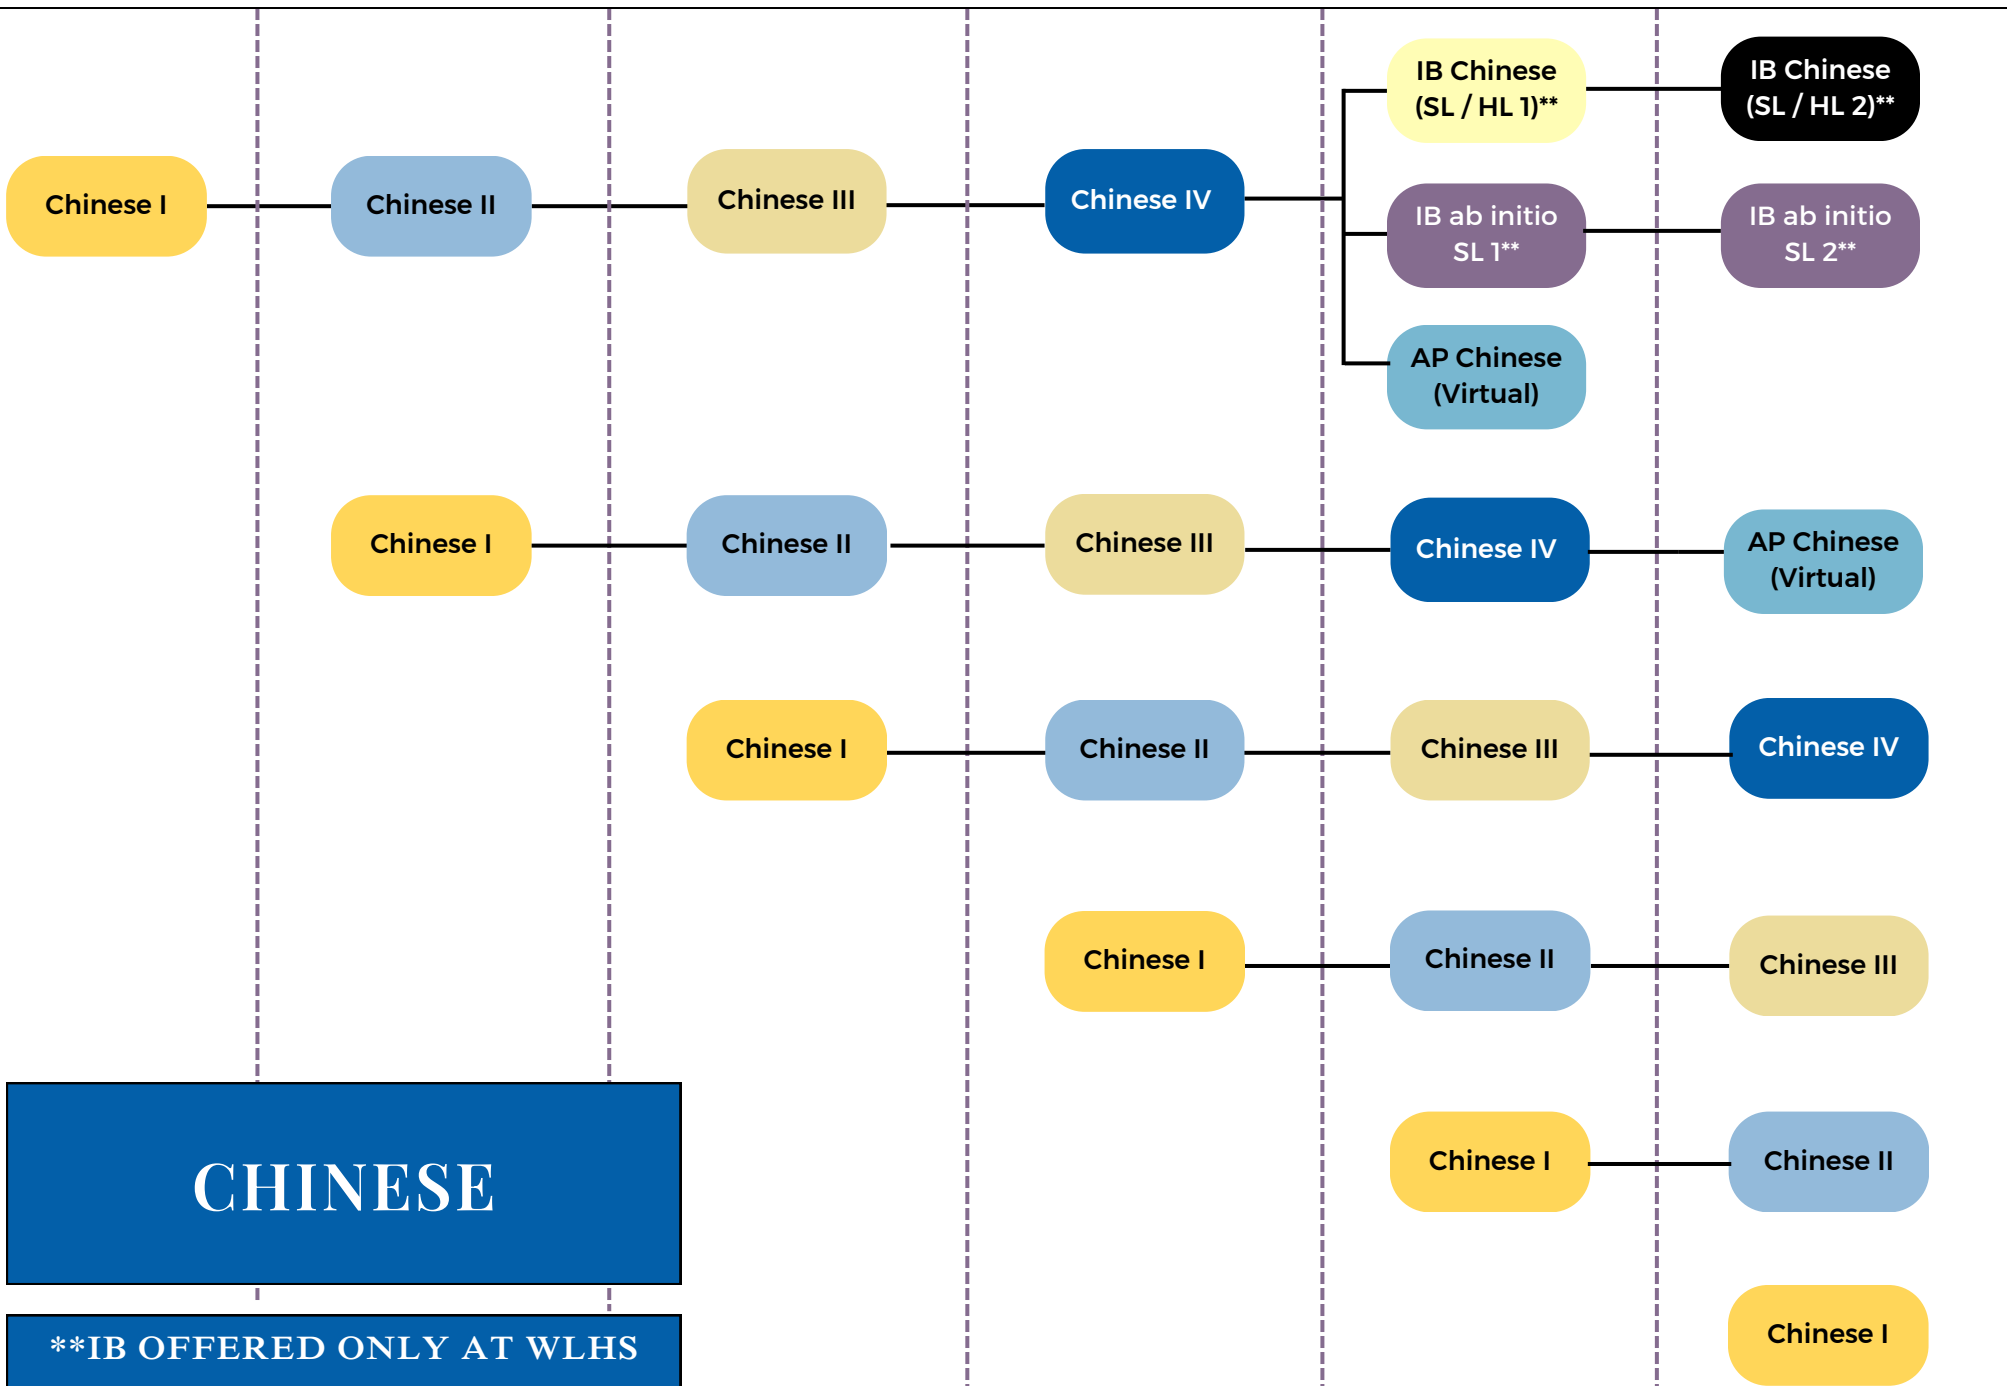 IB Chinese
(SL / HL 1)**
IB Chinese
(SL / HL 2)**
Chinese I
Chinese II
Chinese III
Chinese IV
IB ab initio
SL 1**
IB ab initio
SL 2**
AP Chinese
(Virtual)
Chinese I
Chinese II
Chinese III
Chinese IV
AP Chinese
(Virtual)
Chinese I
Chinese II
Chinese III
Chinese IV
Chinese I
Chinese II
Chinese III
CHINESE
Chinese I
Chinese II
**IB OFFERED ONLY AT WLHS
Chinese I